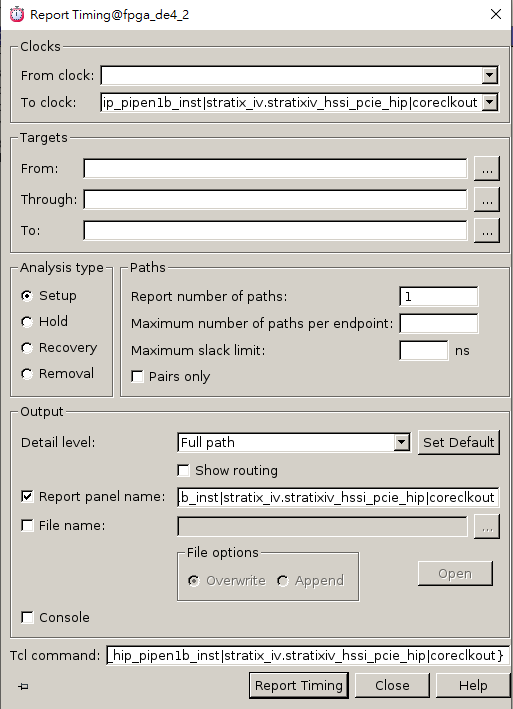 Report Timing@fpga_de4_2
Clocks
From clock:
To clock: ip_pipen1b_inst|stratix_iv.stratixiv_hssi_pcie_hip|coreclkout
Targets
From: ...
Through: ...
To: ...
Analysis type
Setup
Hold
Recovery
Removal
Paths
Report number of paths: 1
Maximum number of paths per endpoint:
Maximum slack limit: ns
Pairs only
Output
Detail level: Full path Set Default
Show routing
Report panel name: b_inst|stratix_iv.stratixiv_hssi_pcie_hip|coreclkout
File name: ...
File options
Overwrite Append
Open
Console
Tcl command: _hip_pipen1b_inst|stratix_iv.stratixiv_hssi_pcie_hip|coreclkout}
Report Timing Close Help